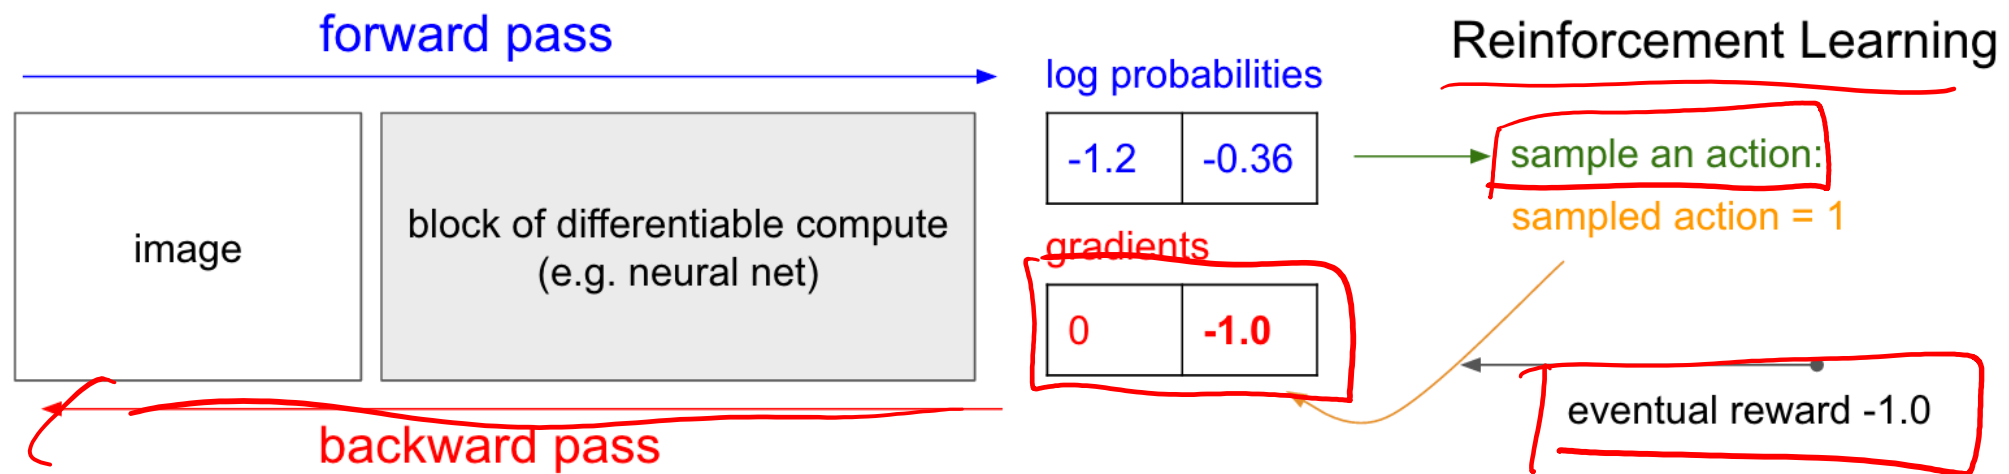 forward pass
Reinforcement Learning
log probabilities
-1.2 -0.36
sample an action:
sampled action = 1
image
block of differentiable compute
(e.g. neural net)
gradients
0 -1.0
eventual reward -1.0
backward pass